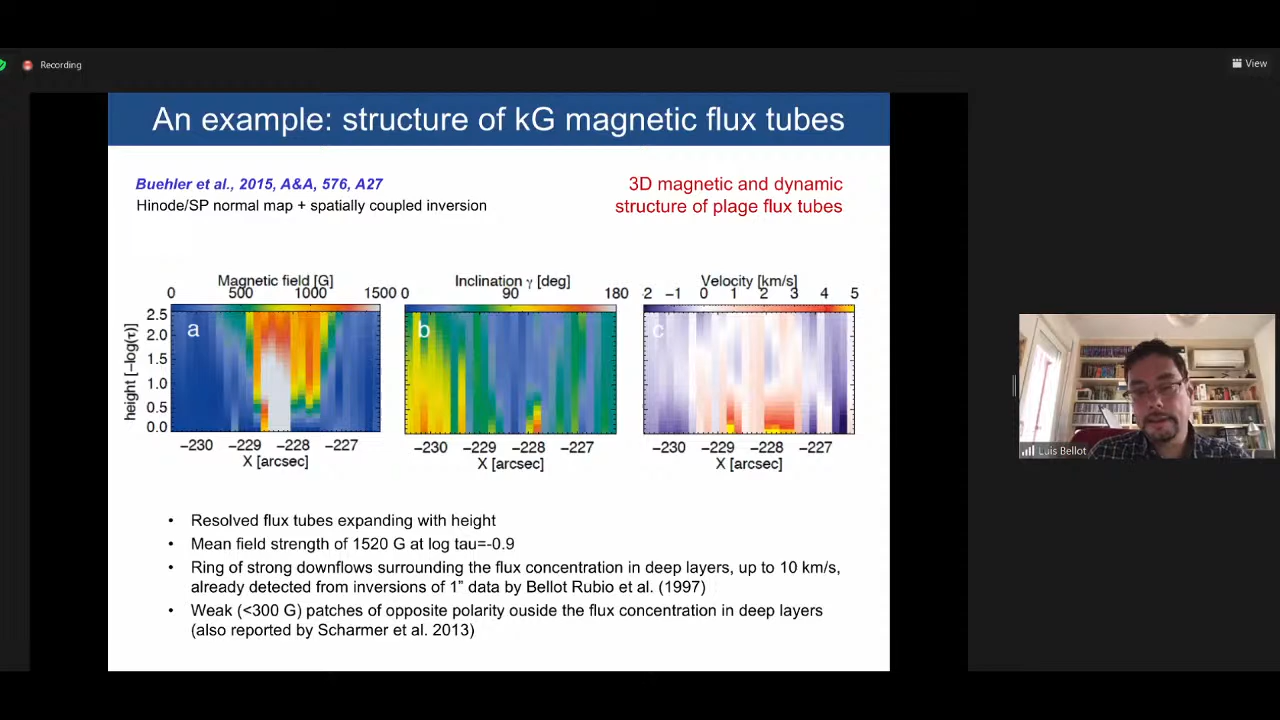 Recording
View
An example: structure of kG magnetic flux tubes
Buehler et al., 2015, A&A, 576, A27
Hinode/SP normal map + spatially coupled inversion
3D magnetic and dynamic
structure of plage flux tubes
Magnetic field [G]
0 500 1000 1500
Inclination γ [deg]
0 90 180
Velocity [km/s]
-2 −1 0 1 2 3 4 5
height [−log(τ)]
2.5
2.0
1.5
1.0
0.5
0.0
a
b
c
−230 −229 −228 −227
X [arcsec]
−230 −229 −228 −227
X [arcsec]
−230 −229 −228 −227
X [arcsec]
Luis Bellot
• Resolved flux tubes expanding with height
• Mean field strength of 1520 G at log tau=-0.9
• Ring of strong downflows surrounding the flux concentration in deep layers, up to 10 km/s,
already detected from inversions of 1" data by Bellot Rubio et al. (1997)
• Weak (<300 G) patches of opposite polarity ouside the flux concentration in deep layers
(also reported by Scharmer et al. 2013)